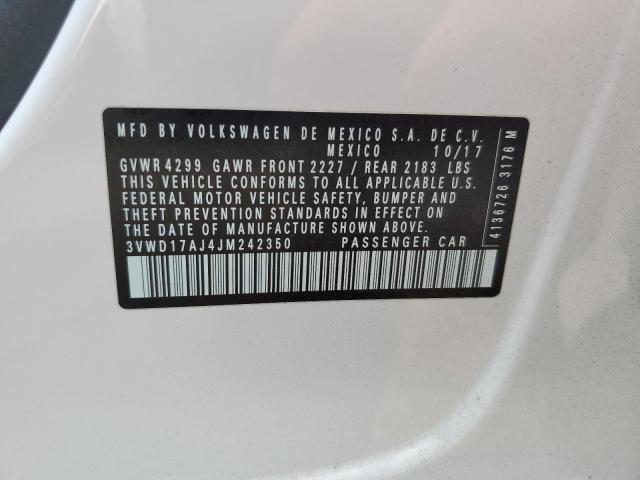 MFD BY VOLKSWAGEN DE MEXICO S.A. DE C.V.
MEXICO 10/17
GVWR 4299 GAWR FRONT 2227 / REAR 2183 LBS
THIS VEHICLE CONFORMS TO ALL APPLICABLE U.S.
FEDERAL MOTOR VEHICLE SAFETY, BUMPER AND
THEFT PREVENTION STANDARDS IN EFFECT ON
THE DATE OF MANUFACTURE SHOWN ABOVE.
3VWD17AJ4JM242350 PASSENGER CAR
4136726 3176 M